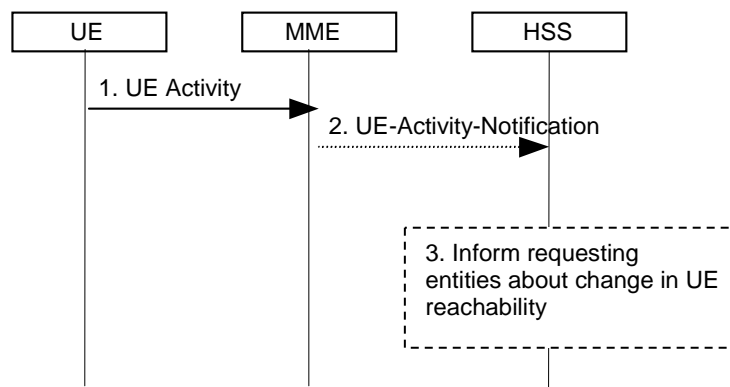 UE
MME
HSS
1. UE Activity
2. UE-Activity-Notification
3. Inform requesting
entities about change in UE
reachability